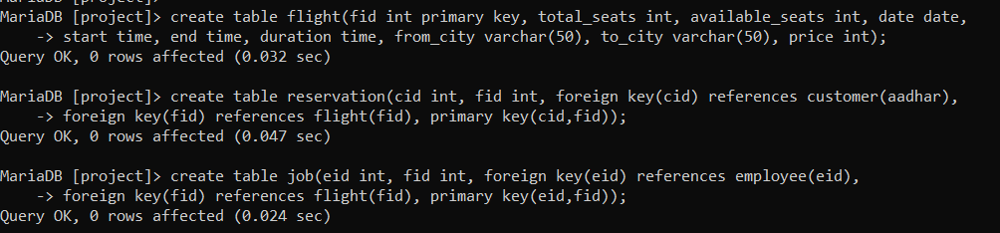 MariaDB [project]>
MariaDB [project]> create table flight(fid int primary key, total_seats int, available_seats int, date date,
    -> start time, end time, duration time, from_city varchar(50), to_city varchar(50), price int);
Query OK, 0 rows affected (0.032 sec)

MariaDB [project]> create table reservation(cid int, fid int, foreign key(cid) references customer(aadhar),
    -> foreign key(fid) references flight(fid), primary key(cid,fid));
Query OK, 0 rows affected (0.047 sec)

MariaDB [project]> create table job(eid int, fid int, foreign key(eid) references employee(eid),
    -> foreign key(fid) references flight(fid), primary key(eid,fid));
Query OK, 0 rows affected (0.024 sec)